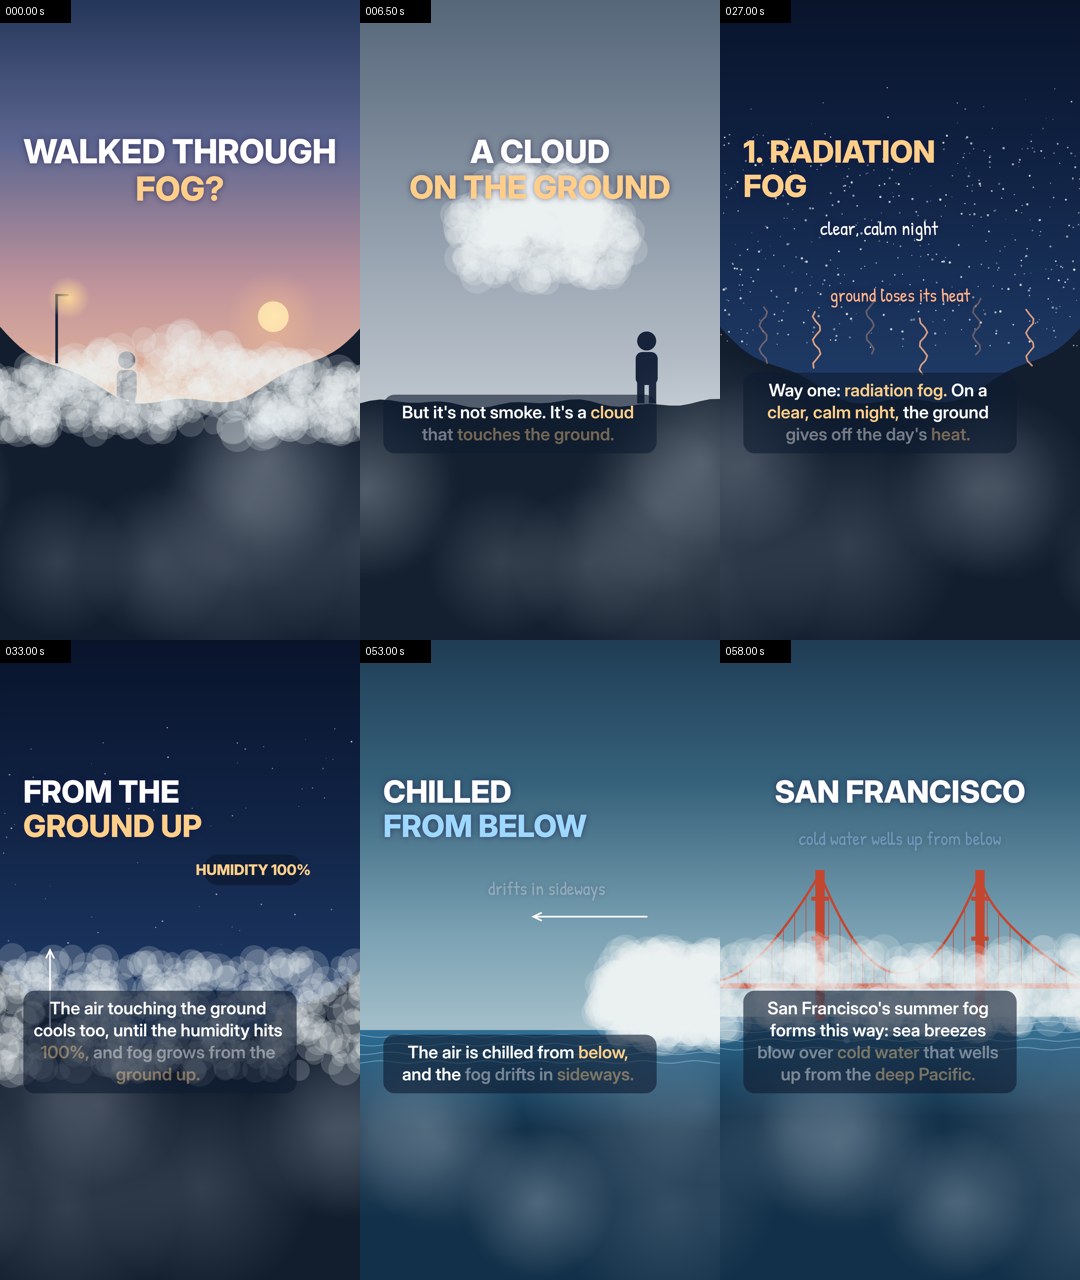 000.00 s
WALKED THROUGH
FOG?
006.50 s
A CLOUD
ON THE GROUND
But it's not smoke. It's a cloud
that touches the ground.
027.00 s
1. RADIATION
FOG
clear, calm night
ground loses its heat
Way one: radiation fog. On a
clear, calm night, the ground
gives off the day's heat.
033.00 s
FROM THE
GROUND UP
HUMIDITY 100%
The air touching the ground
cools too, until the humidity hits
100%, and fog grows from the
ground up.
053.00 s
CHILLED
FROM BELOW
drifts in sideways
The air is chilled from below,
and the fog drifts in sideways.
058.00 s
SAN FRANCISCO
cold water wells up from below
San Francisco's summer fog
forms this way: sea breezes
blow over cold water that wells
up from the deep Pacific.